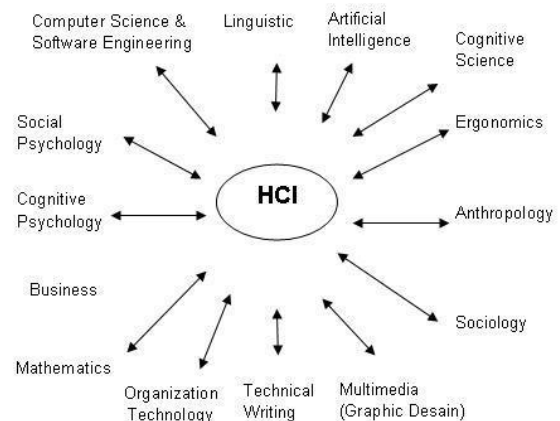 Computer Science &
Software Engineering
Linguistic
Artificial
Intelligence
Cognitive
Science
Social
Psychology
Ergonomics
Cognitive
Psychology
HCI
Anthropology
Business
Sociology
Mathematics
Organization
Technology
Technical
Writing
Multimedia
(Graphic Desain)